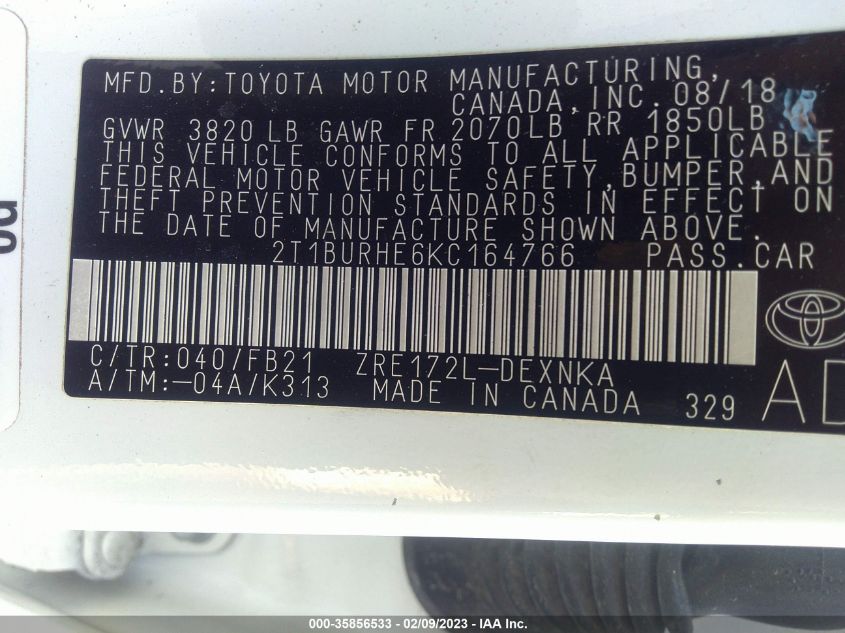 MFD.BY:TOYOTA MOTOR MANUFACTURING,
CANADA,INC. 08/18
GVWR 3820 LB GAWR FR 2070LB RR 1850LB
THIS VEHICLE CONFORMS TO ALL APPLICABLE
FEDERAL MOTOR VEHICLE SAFETY,BUMPER,AND
THEFT PREVENTION STANDARDS IN EFFECT ON
THE DATE OF MANUFACTURE SHOWN ABOVE.
2T1BURHE6KC164766 PASS.CAR
C/TR:040/FB21 ZRE172L-DEXNKA
A/TM:-04A/K313 MADE IN CANADA 329
000-35856533 - 02/09/2023 - IAA Inc.